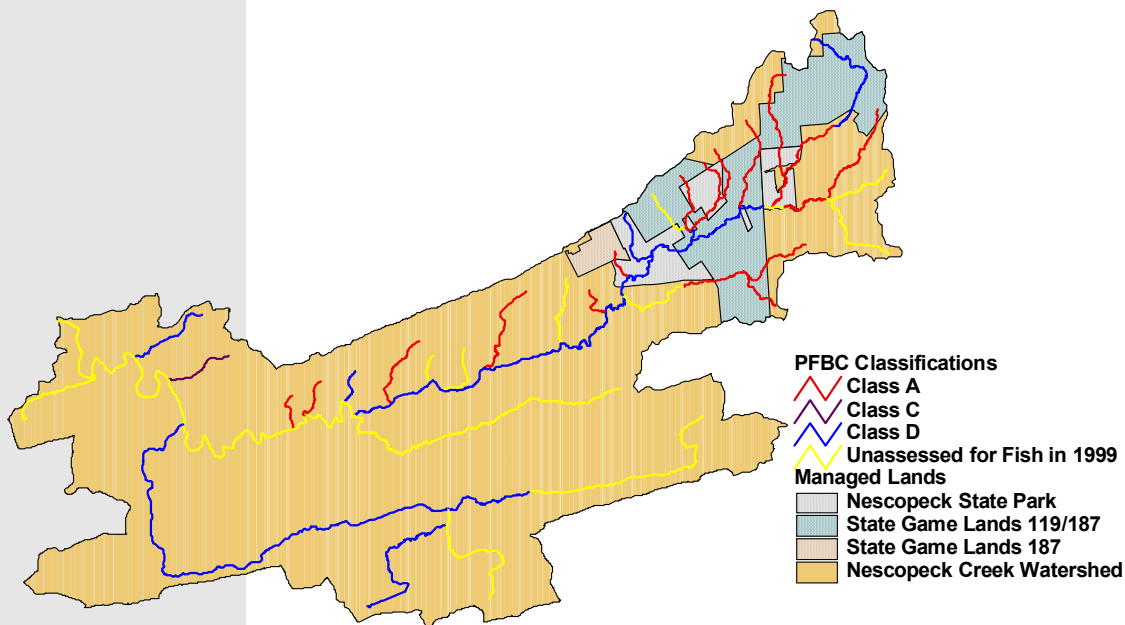 PFBC Classifications
Class A
Class C
Class D
Unassessed for Fish in 1999
Managed Lands
Nescopeck State Park
State Game Lands 119/187
State Game Lands 187
Nescopeck Creek Watershed